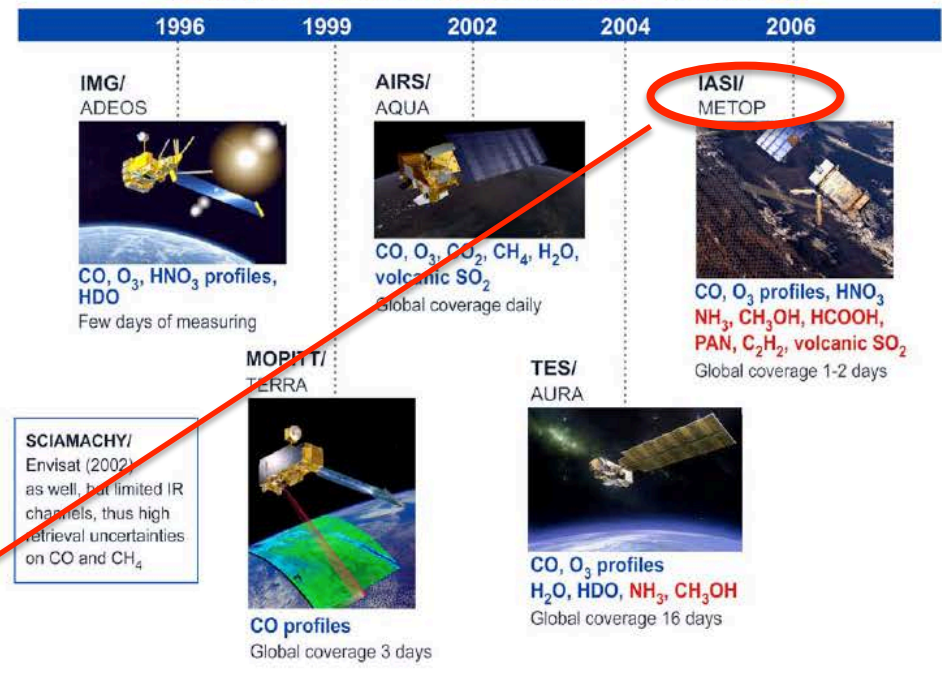 1996 1999 2002 2004 2006
IMG/
ADEOS
CO, O₃, HNO₃ profiles,
HDO
Few days of measuring
AIRS/
AQUA
CO, O₃, CO₂, CH₄, H₂O,
volcanic SO₂
Global coverage daily
IASI/
METOP
CO, O₃ profiles, HNO₃
NH₃, CH₃OH, HCOOH,
PAN, C₂H₂, volcanic SO₂
Global coverage 1-2 days
SCIAMACHY/
Envisat (2002)
as well, but limited IR
channels, thus high
retrieval uncertainties
on CO and CH₄
MOPITT/
TERRA
CO profiles
Global coverage 3 days
TES/
AURA
CO, O₃ profiles
H₂O, HDO, NH₃, CH₃OH
Global coverage 16 days